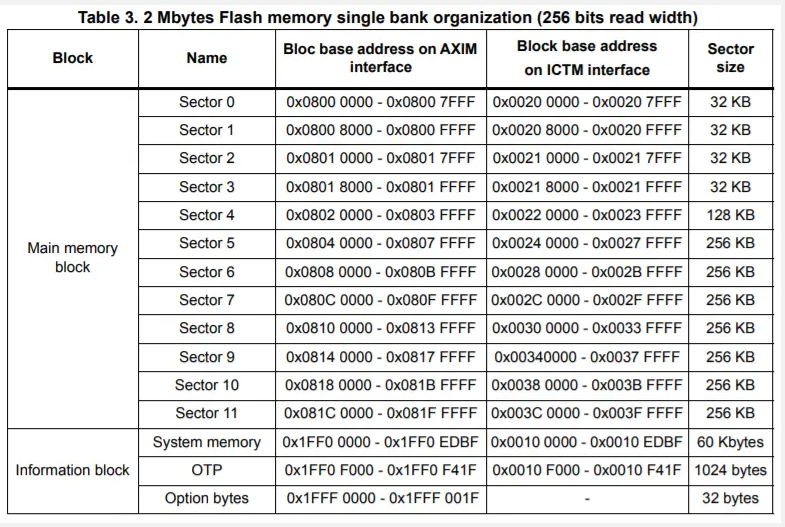 Table 3. 2 Mbytes Flash memory single bank organization (256 bits read width)
Block Name Bloc base address on AXIM interface Block base address on ICTM interface Sector size
Main memory block
Sector 0 0x0800 0000 - 0x0800 7FFF 0x0020 0000 - 0x0020 7FFF 32 KB
Sector 1 0x0800 8000 - 0x0800 FFFF 0x0020 8000 - 0x0020 FFFF 32 KB
Sector 2 0x0801 0000 - 0x0801 7FFF 0x0021 0000 - 0x0021 7FFF 32 KB
Sector 3 0x0801 8000 - 0x0801 FFFF 0x0021 8000 - 0x0021 FFFF 32 KB
Sector 4 0x0802 0000 - 0x0803 FFFF 0x0022 0000 - 0x0023 FFFF 128 KB
Sector 5 0x0804 0000 - 0x0807 FFFF 0x0024 0000 - 0x0027 FFFF 256 KB
Sector 6 0x0808 0000 - 0x080B FFFF 0x0028 0000 - 0x002B FFFF 256 KB
Sector 7 0x080C 0000 - 0x080F FFFF 0x002C 0000 - 0x002F FFFF 256 KB
Sector 8 0x0810 0000 - 0x0813 FFFF 0x0030 0000 - 0x0033 FFFF 256 KB
Sector 9 0x0814 0000 - 0x0817 FFFF 0x00340000 - 0x0037 FFFF 256 KB
Sector 10 0x0818 0000 - 0x081B FFFF 0x0038 0000 - 0x003B FFFF 256 KB
Sector 11 0x081C 0000 - 0x081F FFFF 0x003C 0000 - 0x003F FFFF 256 KB
Information block
System memory 0x1FF0 0000 - 0x1FF0 EDBF 0x0010 0000 - 0x0010 EDBF 60 Kbytes
OTP 0x1FF0 F000 - 0x1FF0 F41F 0x0010 F000 - 0x0010 F41F 1024 bytes
Option bytes 0x1FFF 0000 - 0x1FFF 001F - 32 bytes